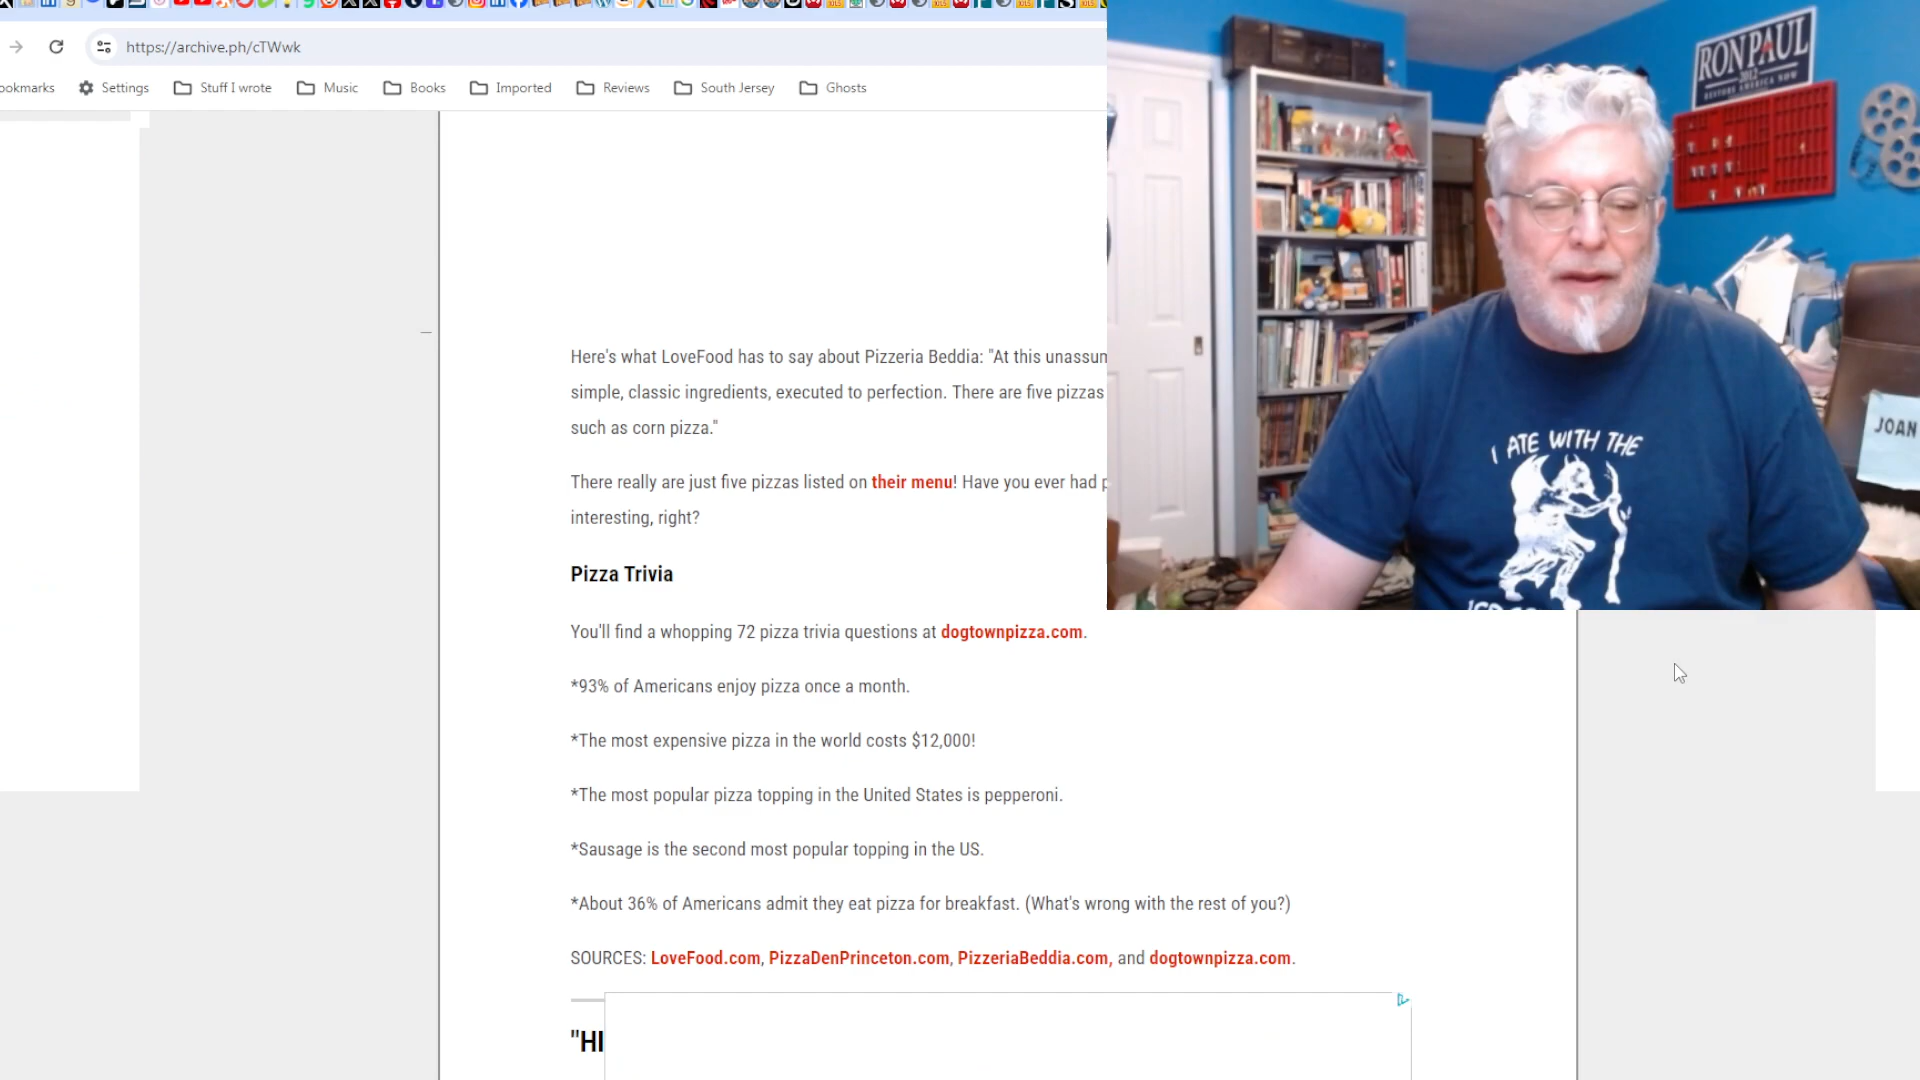 https://archive.ph/cTWwk
ookmarks
Settings
Stuff I wrote
Music
Books
Imported
Reviews
South Jersey
Ghosts
RON PAUL
2012
RESTORE AMERICA NOW
Here's what LoveFood has to say about Pizzeria Beddia: "At this unassum
simple, classic ingredients, executed to perfection. There are five pizzas
such as corn pizza."
JOAN
I ATE WITH THE
There really are just five pizzas listed on their menu! Have you ever had p
interesting, right?
Pizza Trivia
You'll find a whopping 72 pizza trivia questions at dogtownpizza.com.
*93% of Americans enjoy pizza once a month.
*The most expensive pizza in the world costs $12,000!
*The most popular pizza topping in the United States is pepperoni.
*Sausage is the second most popular topping in the US.
*About 36% of Americans admit they eat pizza for breakfast. (What's wrong with the rest of you?)
SOURCES: LoveFood.com, PizzaDenPrinceton.com, PizzeriaBeddia.com, and dogtownpizza.com.
"HI